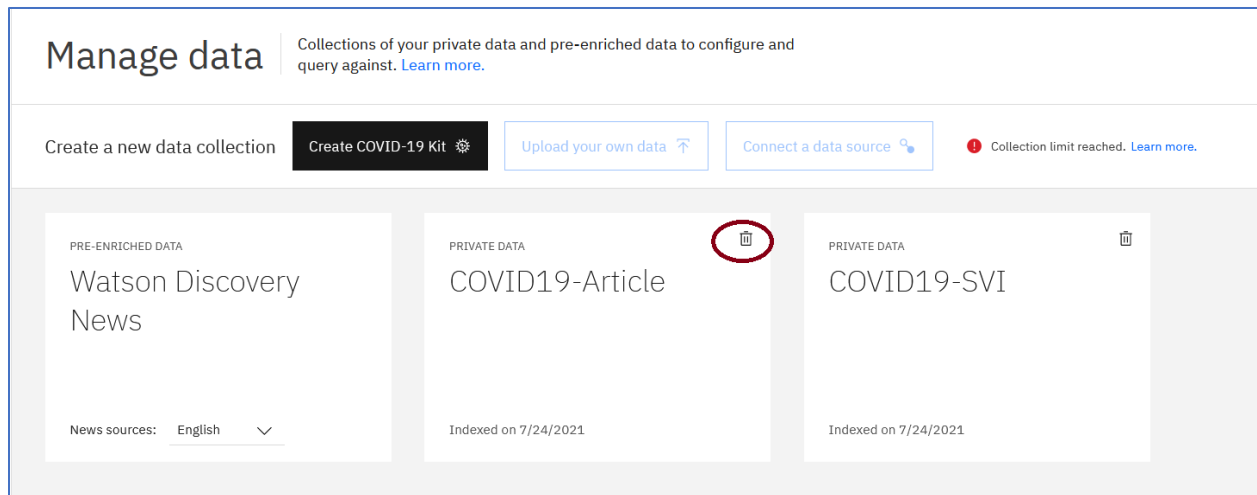 Manage data
Collections of your private data and pre-enriched data to configure and
query against. Learn more.
Create a new data collection
Create COVID-19 Kit
Upload your own data
Connect a data source
Collection limit reached. Learn more.
PRE-ENRICHED DATA
Watson Discovery
News
News sources: English
PRIVATE DATA
COVID19-Article
Indexed on 7/24/2021
PRIVATE DATA
COVID19-SVI
Indexed on 7/24/2021